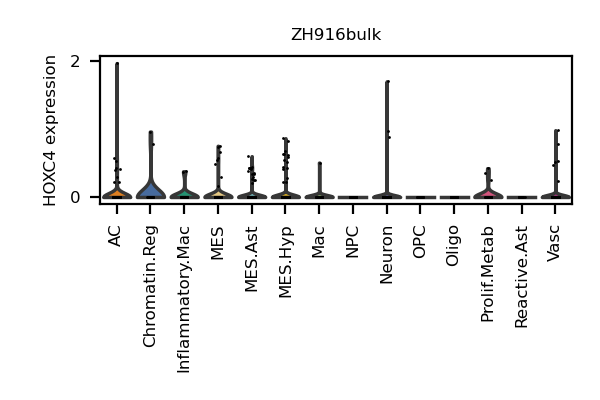 ZH916bulk
HOXC4 expression
2
0
AC
Chromatin.Reg
Inflammatory.Mac
MES
MES.Ast
MES.Hyp
Mac
NPC
Neuron
OPC
Oligo
Prolif.Metab
Reactive.Ast
Vasc